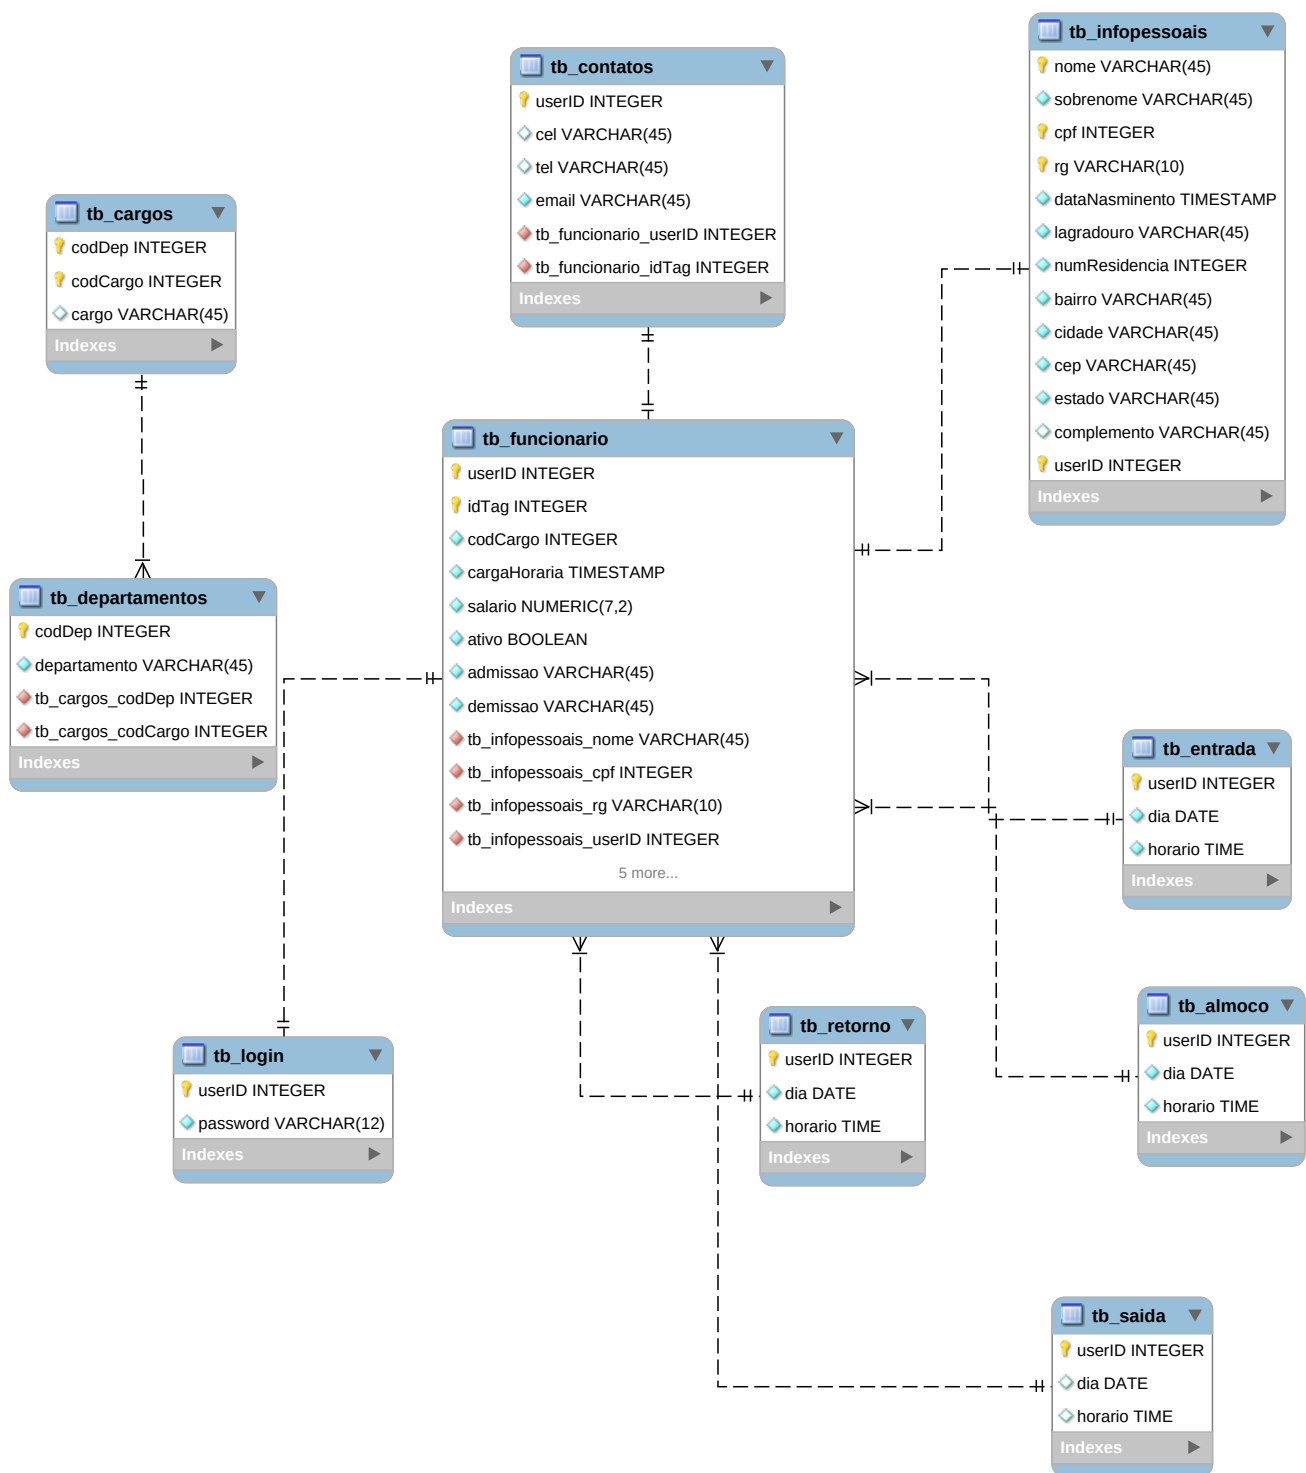 tb_infopessoais
nome VARCHAR(45)
sobrenome VARCHAR(45)
cpf INTEGER
rg VARCHAR(10)
dataNasminento TIMESTAMP
lagradouro VARCHAR(45)
numResidencia INTEGER
bairro VARCHAR(45)
cidade VARCHAR(45)
cep VARCHAR(45)
estado VARCHAR(45)
complemento VARCHAR(45)
userID INTEGER
Indexes
tb_contatos
userID INTEGER
cel VARCHAR(45)
tel VARCHAR(45)
email VARCHAR(45)
tb_funcionario_userID INTEGER
tb_funcionario_idTag INTEGER
Indexes
tb_cargos
codDep INTEGER
codCargo INTEGER
cargo VARCHAR(45)
Indexes
tb_funcionario
userID INTEGER
idTag INTEGER
codCargo INTEGER
cargaHoraria TIMESTAMP
salario NUMERIC(7,2)
ativo BOOLEAN
admissao VARCHAR(45)
demissao VARCHAR(45)
tb_infopessoais_nome VARCHAR(45)
tb_infopessoais_cpf INTEGER
tb_infopessoais_rg VARCHAR(10)
tb_infopessoais_userID INTEGER
5 more...
Indexes
tb_departamentos
codDep INTEGER
departamento VARCHAR(45)
tb_cargos_codDep INTEGER
tb_cargos_codCargo INTEGER
Indexes
tb_entrada
userID INTEGER
dia DATE
horario TIME
Indexes
tb_almoco
userID INTEGER
dia DATE
horario TIME
Indexes
tb_retorno
userID INTEGER
dia DATE
horario TIME
Indexes
tb_login
userID INTEGER
password VARCHAR(12)
Indexes
tb_saida
userID INTEGER
dia DATE
horario TIME
Indexes